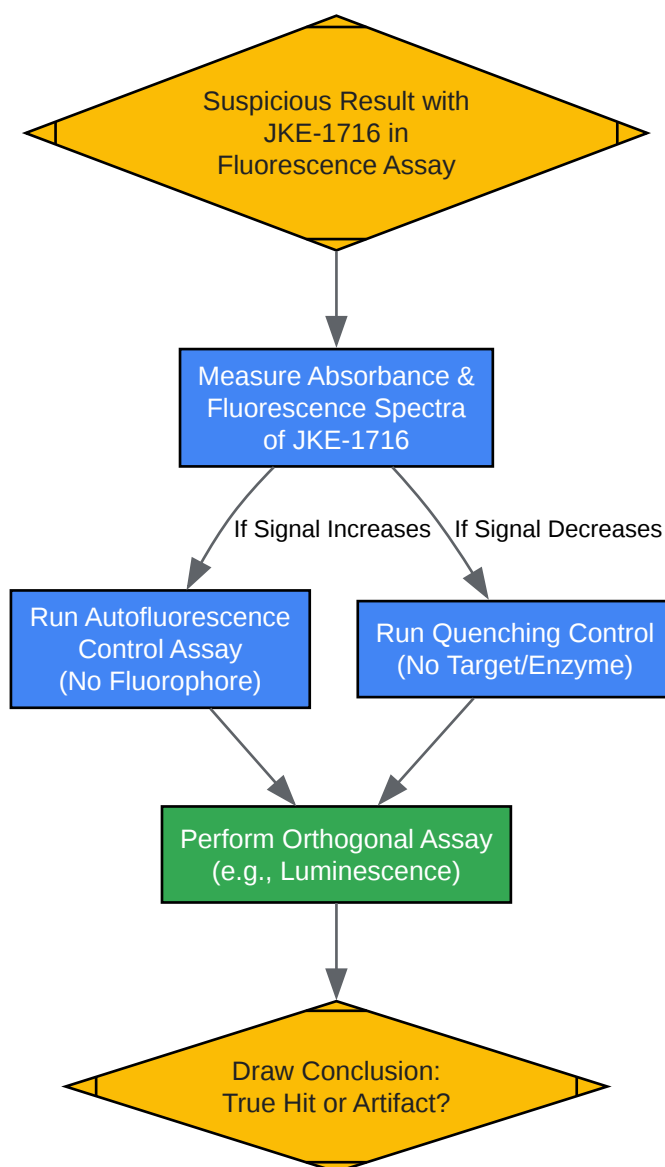 Suspicious Result with
JKE-1716 in
Fluorescence Assay
Measure Absorbance &
Fluorescence Spectra
of JKE-1716
If Signal Increases
If Signal Decreases
Run Autofluorescence
Control Assay
(No Fluorophore)
Run Quenching Control
(No Target/Enzyme)
Perform Orthogonal Assay
(e.g., Luminescence)
Draw Conclusion:
True Hit or Artifact?